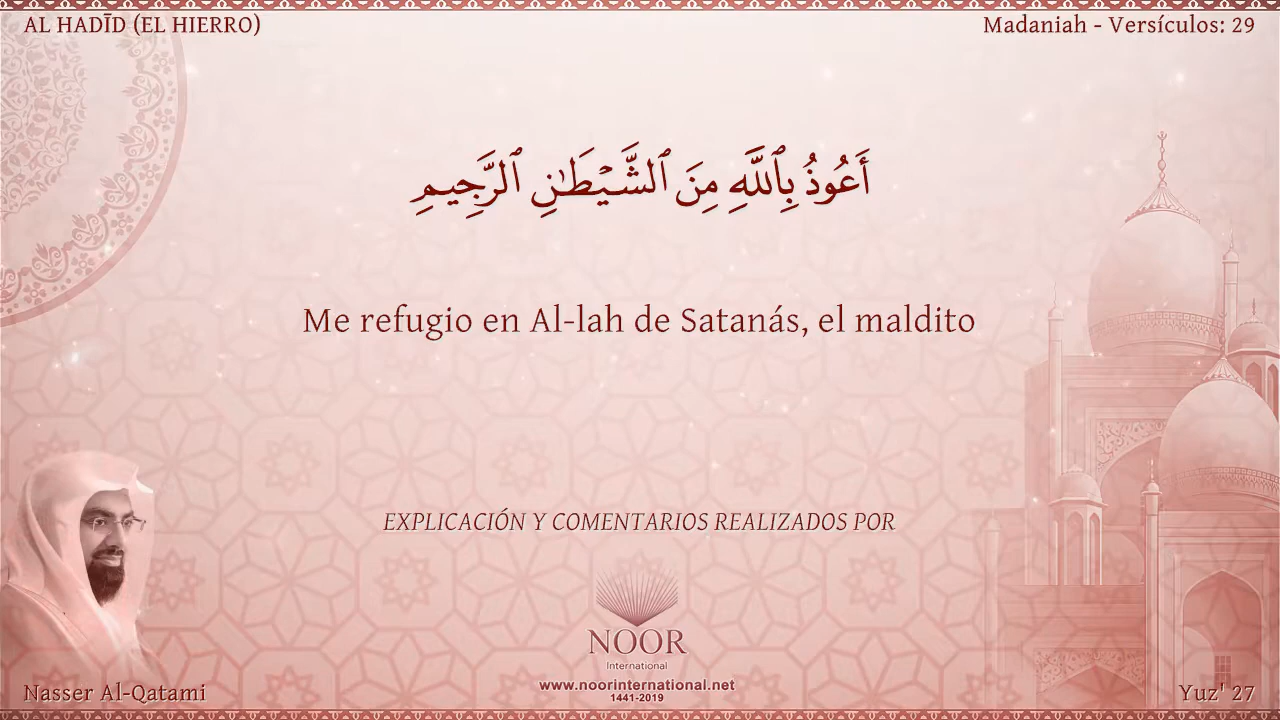 AL HADĪD (EL HIERRO)
Madaniah - Versículos: 29
أَعُوذُ بِٱللَّهِ مِنَ ٱلشَّيْطَـٰنِ ٱلرَّجِيمِ
Me refugio en Al-lah de Satanás, el maldito
EXPLICACIÓN Y COMENTARIOS REALIZADOS POR
NOOR
International
www.noorinternational.net
1441-2019
Nasser Al-Qatami
Yuz' 27